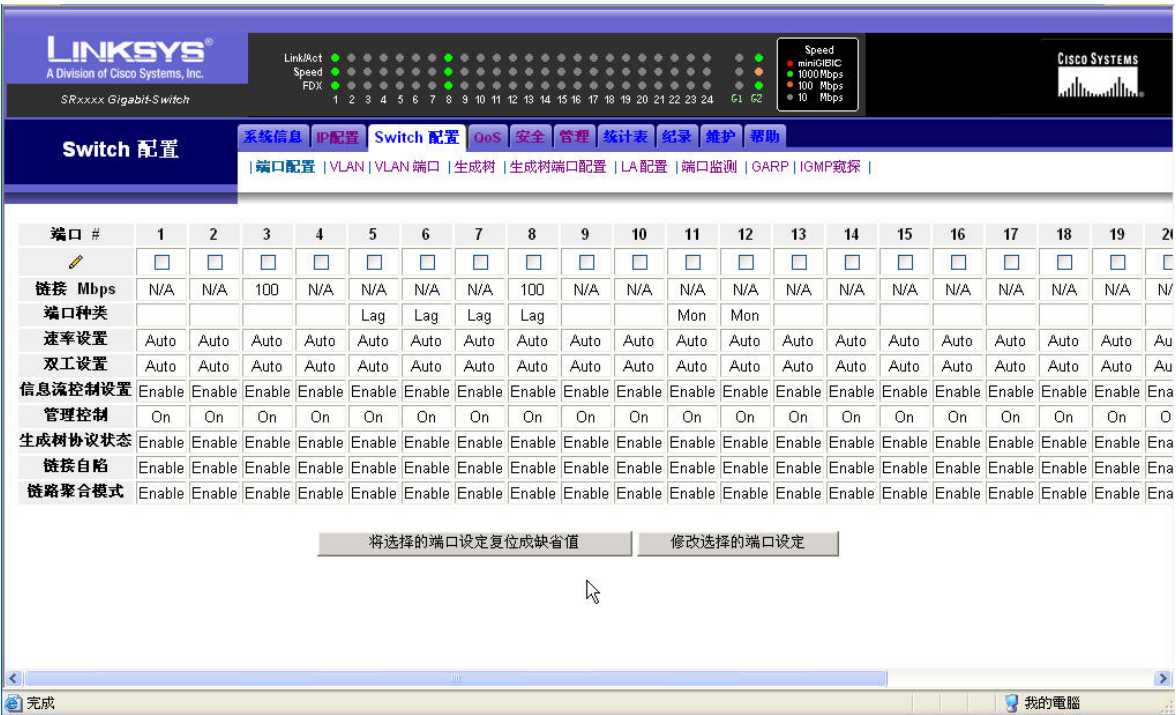 LINKSYS®
A Division of Cisco Systems, Inc.
SRxxxx Gigabit-Switch
Link/Act
Speed
FDX
1 2 3 4 5 6 7 8 9 10 11 12 13 14 15 16 17 18 19 20 21 22 23 24 G1 G2
Speed
miniGIBIC
1000Mbps
100 Mbps
10 Mbps
CISCO SYSTEMS
Switch 配置
系统信息 IP配置 Switch 配置 QoS 安全 管理 统计表 纪录 维护 帮助
| 端口配置 | VLAN | VLAN 端口 | 生成树 | 生成树端口配置 | LA 配置 | 端口监测 | GARP | IGMP窥探 |
端口 # 1 2 3 4 5 6 7 8 9 10 11 12 13 14 15 16 17 18 19 20
链接 Mbps N/A N/A 100 N/A N/A N/A N/A 100 N/A N/A N/A N/A N/A N/A N/A N/A N/A N/A N/A N/
端口种类 Lag Lag Lag Lag Mon Mon
速率设置 Auto Auto Auto Auto Auto Auto Auto Auto Auto Auto Auto Auto Auto Auto Auto Auto Auto Auto Auto Au
双工设置 Auto Auto Auto Auto Auto Auto Auto Auto Auto Auto Auto Auto Auto Auto Auto Auto Auto Auto Auto Au
信息流控制设置 Enable Enable Enable Enable Enable Enable Enable Enable Enable Enable Enable Enable Enable Enable Enable Enable Enable Enable Enable Ena
管理控制 On On On On On On On On On On On On On On On On On On On O
生成树协议状态 Enable Enable Enable Enable Enable Enable Enable Enable Enable Enable Enable Enable Enable Enable Enable Enable Enable Enable Enable Ena
链接自陷 Enable Enable Enable Enable Enable Enable Enable Enable Enable Enable Enable Enable Enable Enable Enable Enable Enable Enable Enable Ena
链路聚合模式 Enable Enable Enable Enable Enable Enable Enable Enable Enable Enable Enable Enable Enable Enable Enable Enable Enable Enable Enable Ena
将选择的端口设定复位成缺省值 修改选择的端口设定
完成 我的電腦